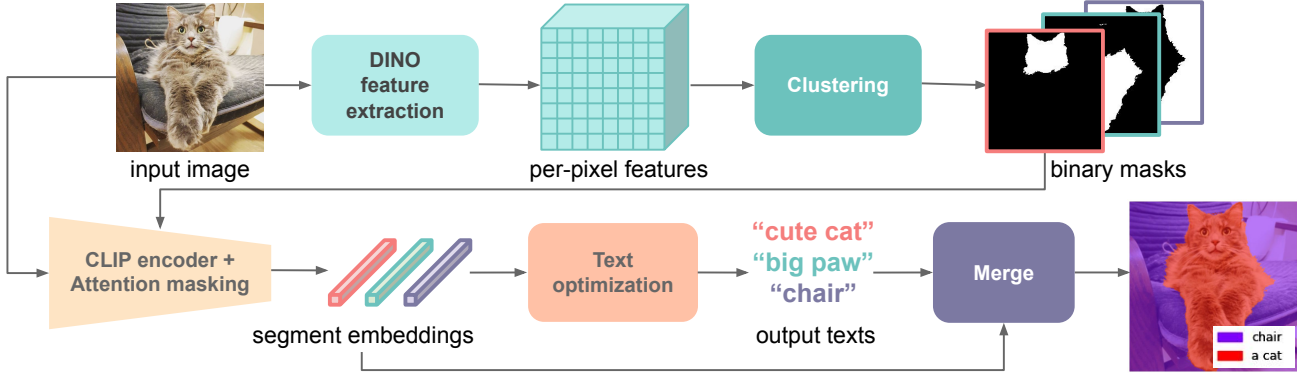 DINO
feature
extraction
Clustering
input image
per-pixel features
binary masks
CLIP encoder +
Attention masking
Text
optimization
“cute cat”
“big paw”
“chair”
Merge
segment embeddings
output texts
chair
a cat